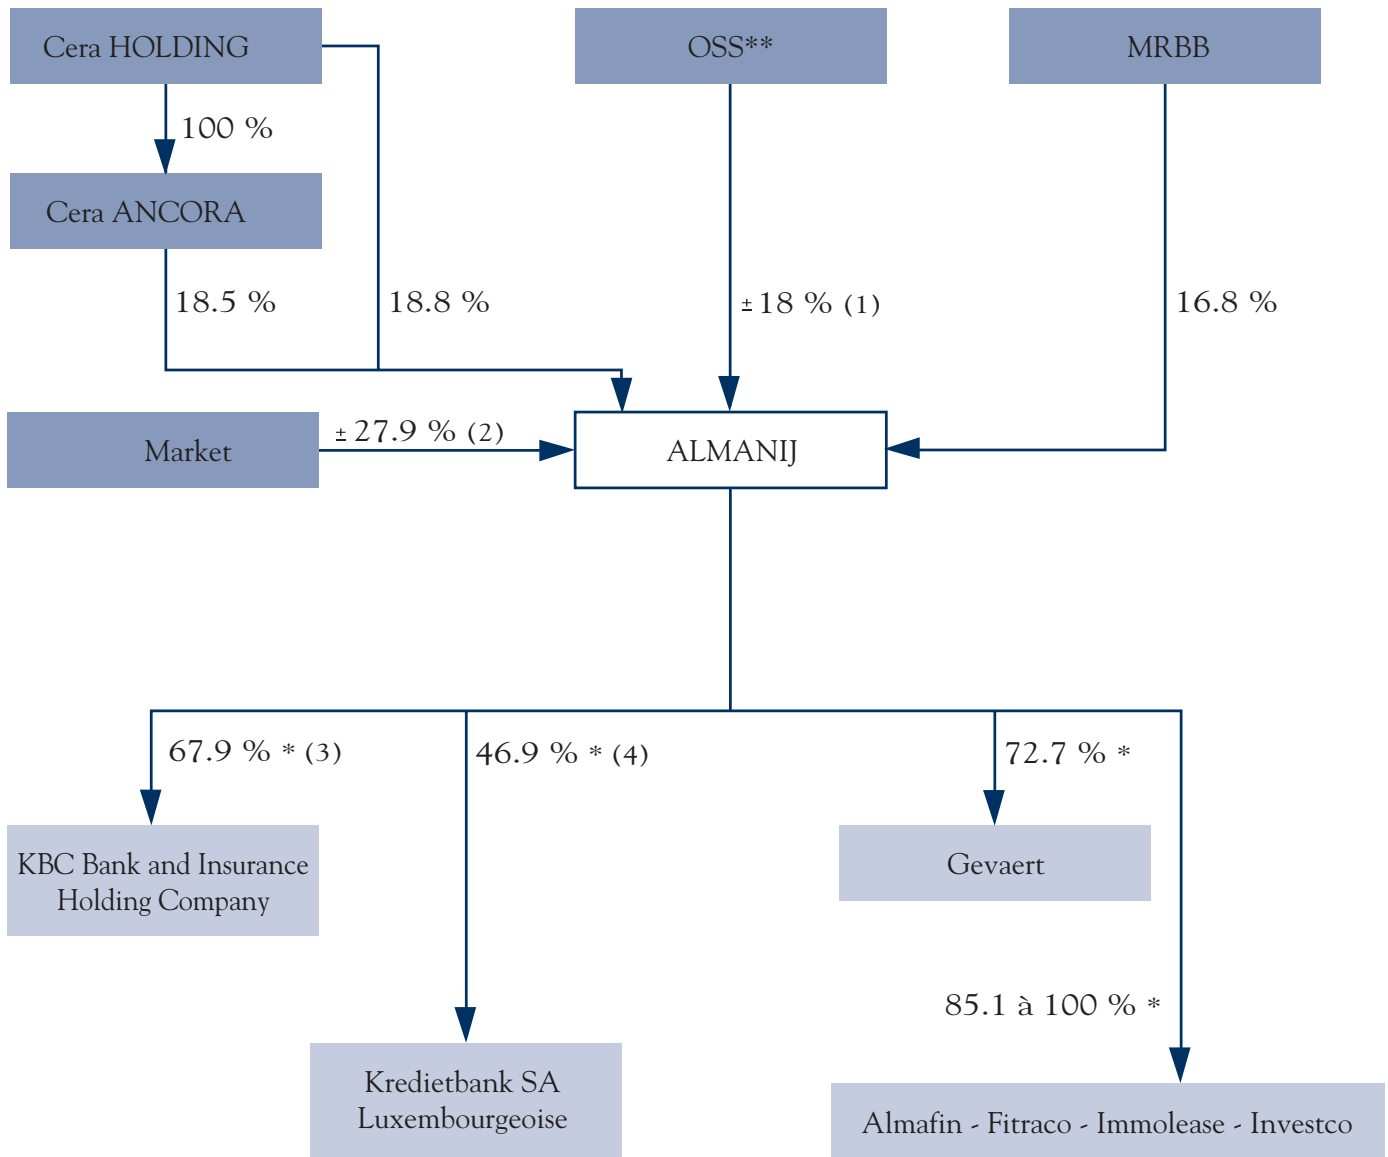 Cera HOLDING
OSS**
MRBB
100 %
Cera ANCORA
18.5 %
18.8 %
± 18 % (1)
16.8 %
Market
± 27.9 % (2)
ALMANIJ
67.9 % * (3)
46.9 % * (4)
72.7 % *
KBC Bank and Insurance
Holding Company
Gevaert
85.1 à 100 % *
Kredietbank SA
Luxembourgeoise
Almafin - Fitraco - Immolease - Investco